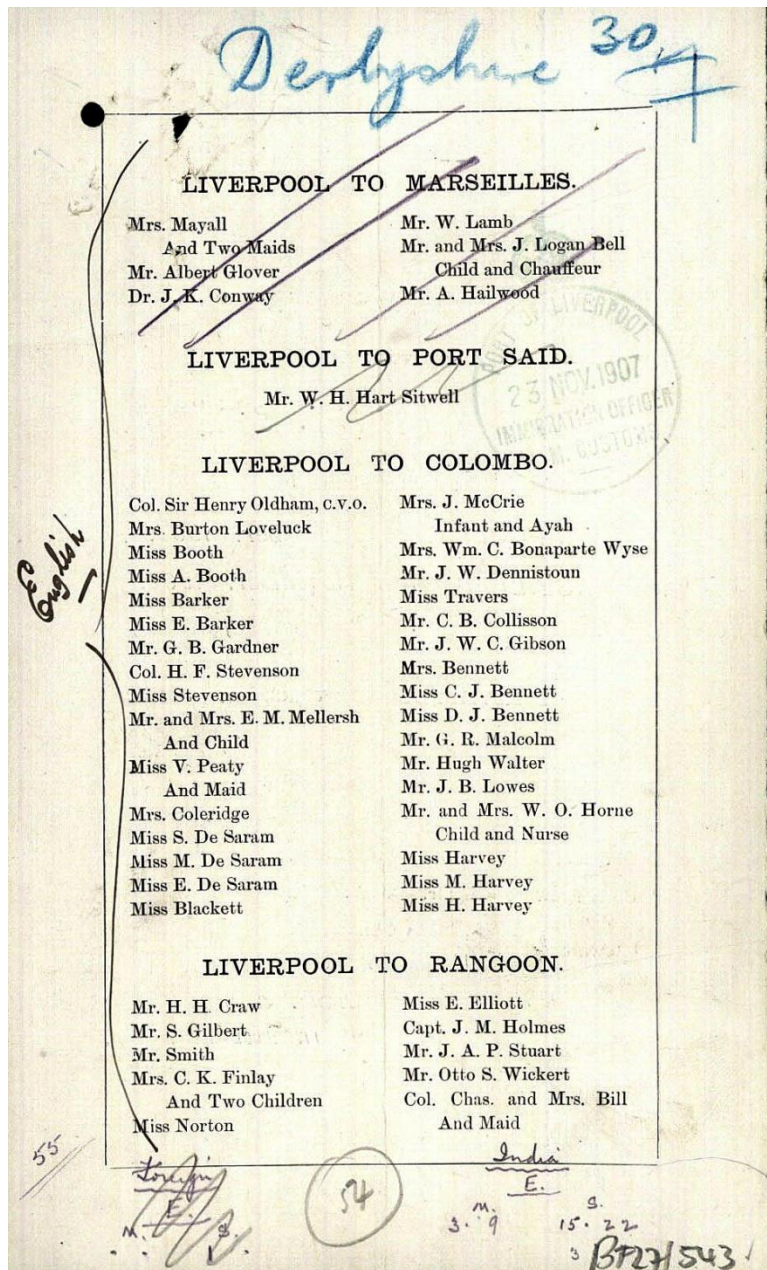 Derbyshire 30
LIVERPOOL TO MARSEILLES.
Mrs. Mayall
And Two Maids
Mr. Albert Glover
Dr. J. K. Conway
Mr. W. Lamb
Mr. and Mrs. J. Logan Bell
Child and Chauffeur
Mr. A. Hailwood
PORT OF LIVERPOOL
23 NOV. 1907
IMMIGRATION OFFICER
H.M. CUSTOMS
LIVERPOOL TO PORT SAID.
Mr. W. H. Hart Sitwell
LIVERPOOL TO COLOMBO.
Col. Sir Henry Oldham, C.V.O.
Mrs. Burton Loveluck
Miss Booth
Miss A. Booth
Miss Barker
Miss E. Barker
Mr. G. B. Gardner
Col. H. F. Stevenson
Miss Stevenson
Mr. and Mrs. E. M. Mellersh
And Child
Miss V. Peaty
And Maid
Mrs. Coleridge
Miss S. De Saram
Miss M. De Saram
Miss E. De Saram
Miss Blackett
Mrs. J. McCrie
Infant and Ayah
Mrs. Wm. C. Bonaparte Wyse
Mr. J. W. Dennistoun
Miss Travers
Mr. C. B. Collisson
Mr. J. W. C. Gibson
Mrs. Bennett
Miss C. J. Bennett
Miss D. J. Bennett
Mr. G. R. Malcolm
Mr. Hugh Walter
Mr. J. B. Lowes
Mr. and Mrs. W. O. Horne
Child and Nurse
Miss Harvey
Miss M. Harvey
Miss H. Harvey
English
LIVERPOOL TO RANGOON.
Mr. H. H. Craw
Mr. S. Gilbert
Mr. Smith
Mrs. C. K. Finlay
And Two Children
Miss Norton
Miss E. Elliott
Capt. J. M. Holmes
Mr. J. A. P. Stuart
Mr. Otto S. Wickert
Col. Chas. and Mrs. Bill
And Maid
55
Foreign
E.
M. S.
54
India
E.
M. S.
3. 9 15. 22
3
BT27/543